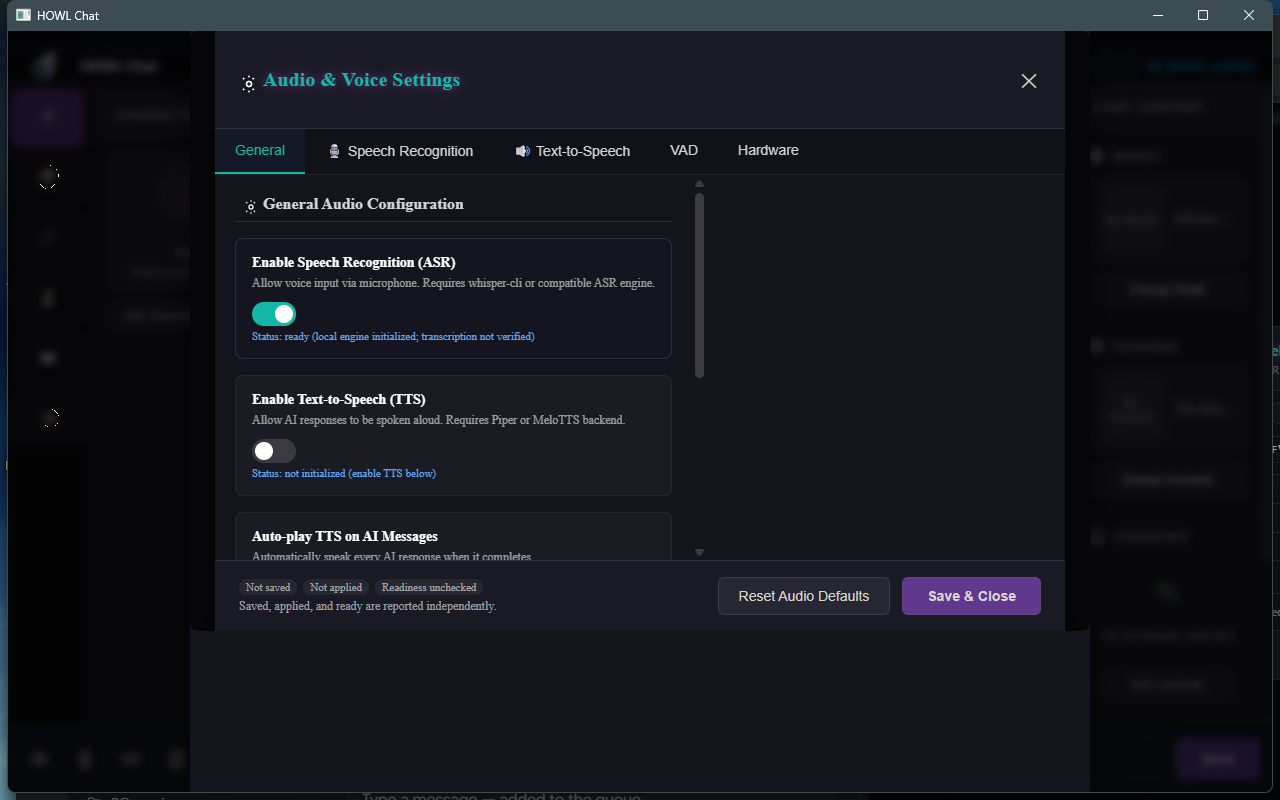 HOWL Chat
Audio & Voice Settings
General
Speech Recognition
Text-to-Speech
VAD
Hardware
General Audio Configuration
Enable Speech Recognition (ASR)
Allow voice input via microphone. Requires whisper-cli or compatible ASR engine.
Status: ready (local engine initialized; transcription not verified)
Enable Text-to-Speech (TTS)
Allow AI responses to be spoken aloud. Requires Piper or MeloTTS backend.
Status: not initialized (enable TTS below)
Auto-play TTS on AI Messages
Automatically speak every AI response when it completes
Not saved Not applied Readiness unchecked
Saved, applied, and ready are reported independently.
Reset Audio Defaults
Save & Close
Type a message — added to the queue